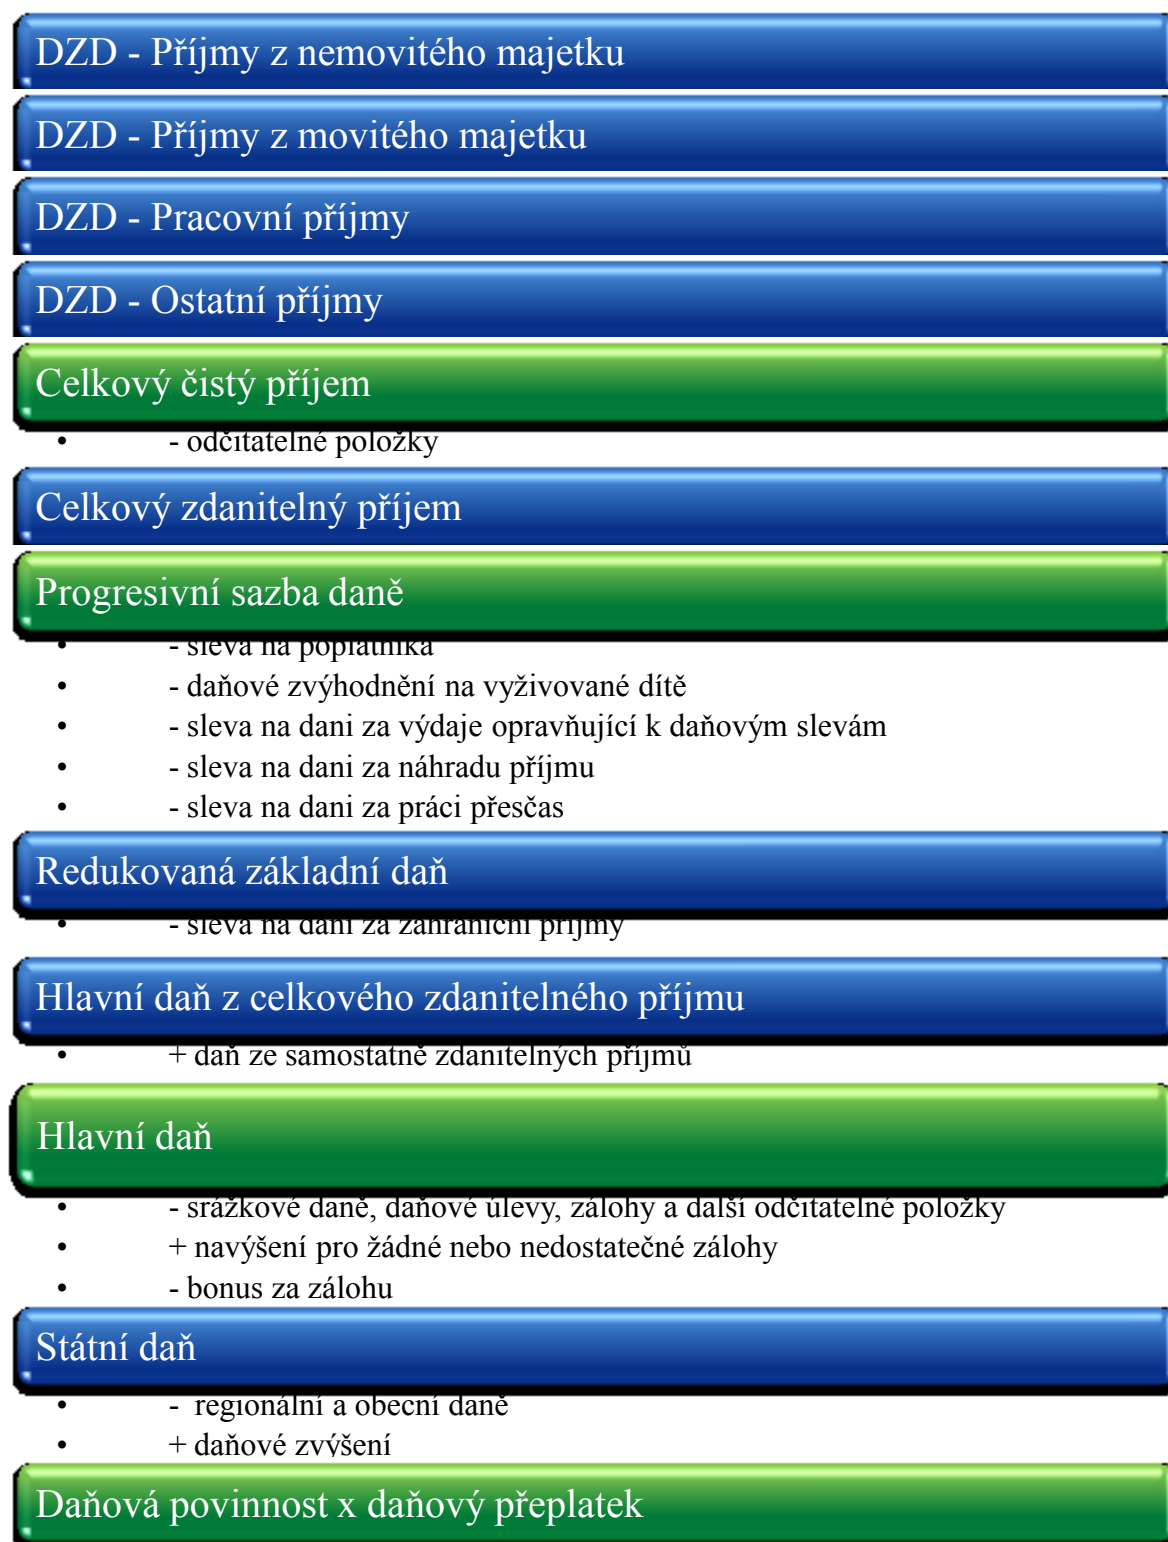 DZD - Příjmy z nemovitého majetku
DZD - Příjmy z movitého majetku
DZD - Pracovní příjmy
DZD - Ostatní příjmy
Celkový čistý příjem
• - odčitatelné položky
Celkový zdanitelný příjem
Progresivní sazba daně
• - sleva na poplatníka
• - daňové zvýhodnění na vyživované dítě
• - sleva na dani za výdaje opravňující k daňovým slevám
• - sleva na dani za náhradu příjmu
• - sleva na dani za práci přesčas
Redukovaná základní daň
• - sleva na dani za zahraniční příjmy
Hlavní daň z celkového zdanitelného příjmu
• + daň ze samostatně zdanitelných příjmů
Hlavní daň
• - srážkové daně, daňové úlevy, zálohy a další odčitatelné položky
• + navýšení pro žádné nebo nedostatečné zálohy
• - bonus za zálohu
Státní daň
• - regionální a obecní daně
• + daňové zvýšení
Daňová povinnost x daňový přeplatek